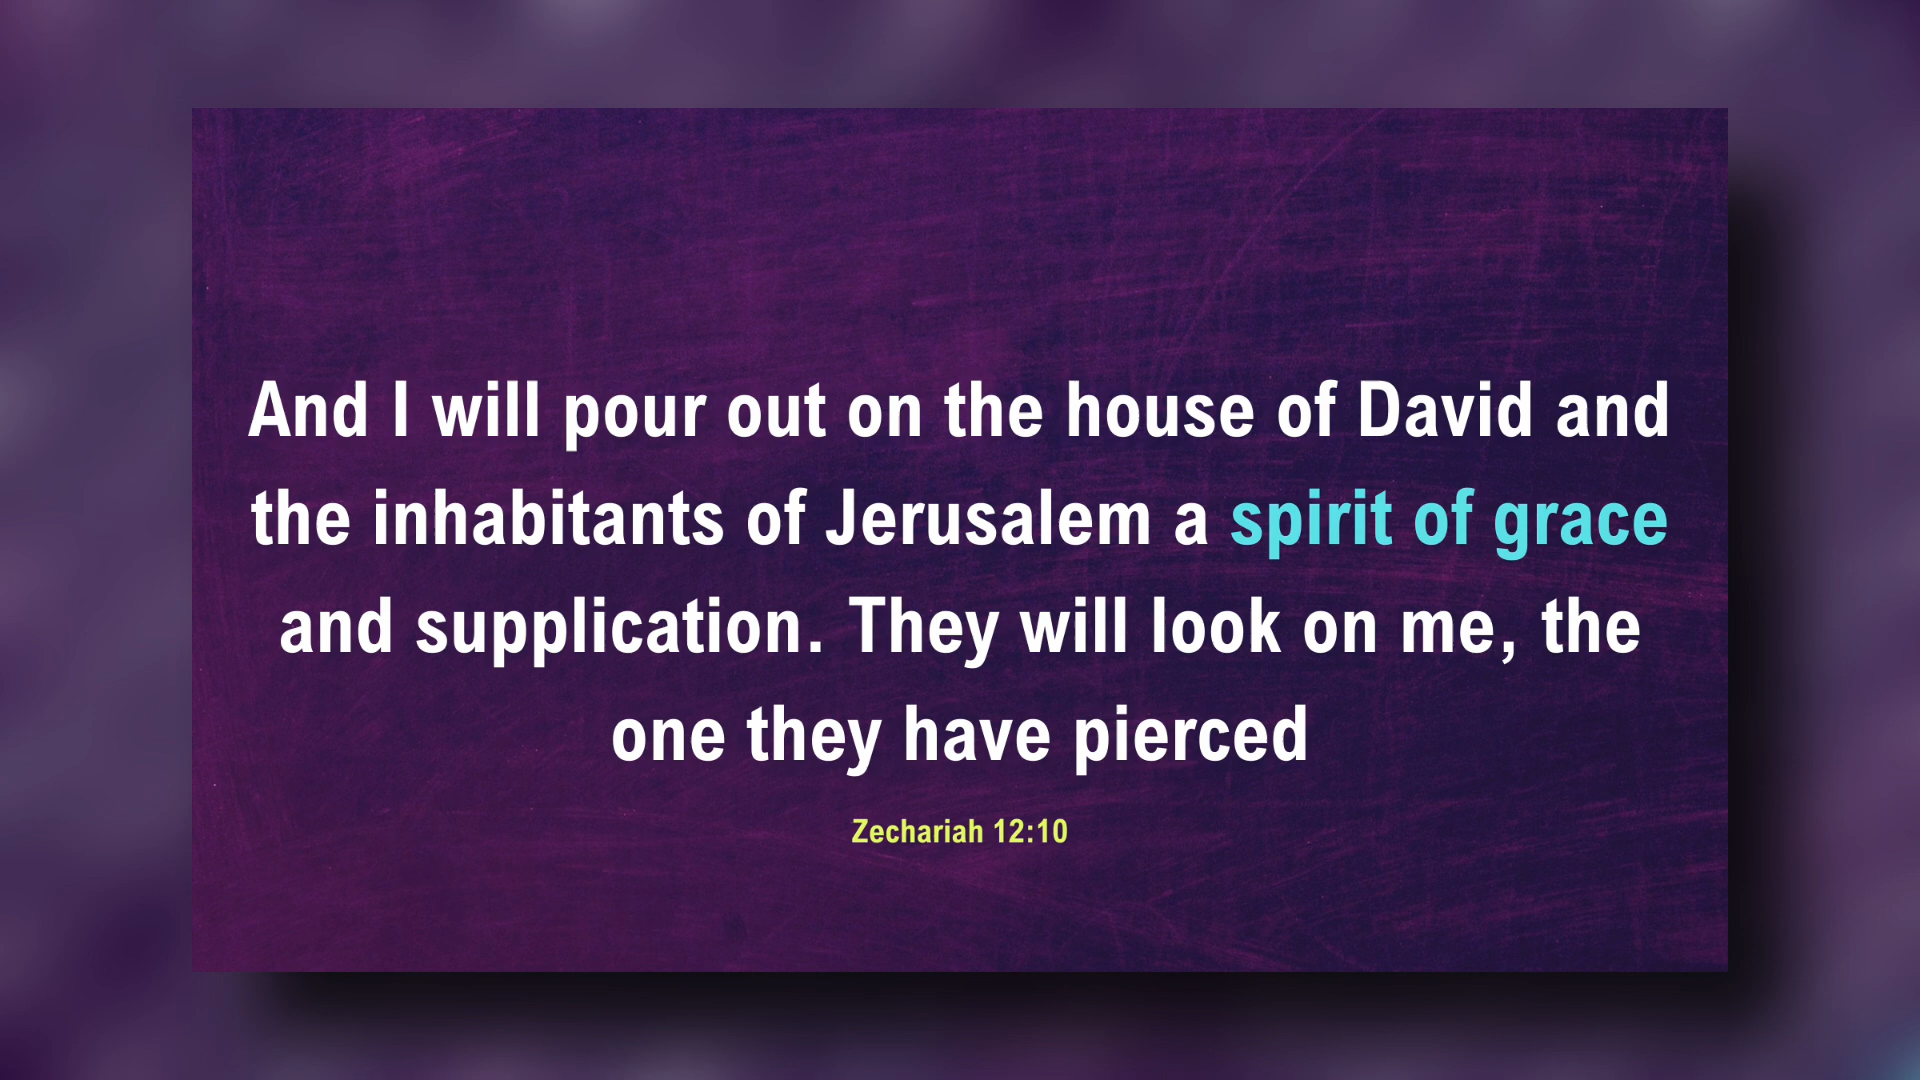 And I will pour out on the house of David and
the inhabitants of Jerusalem a spirit of grace
and supplication. They will look on me, the
one they have pierced
Zechariah 12:10